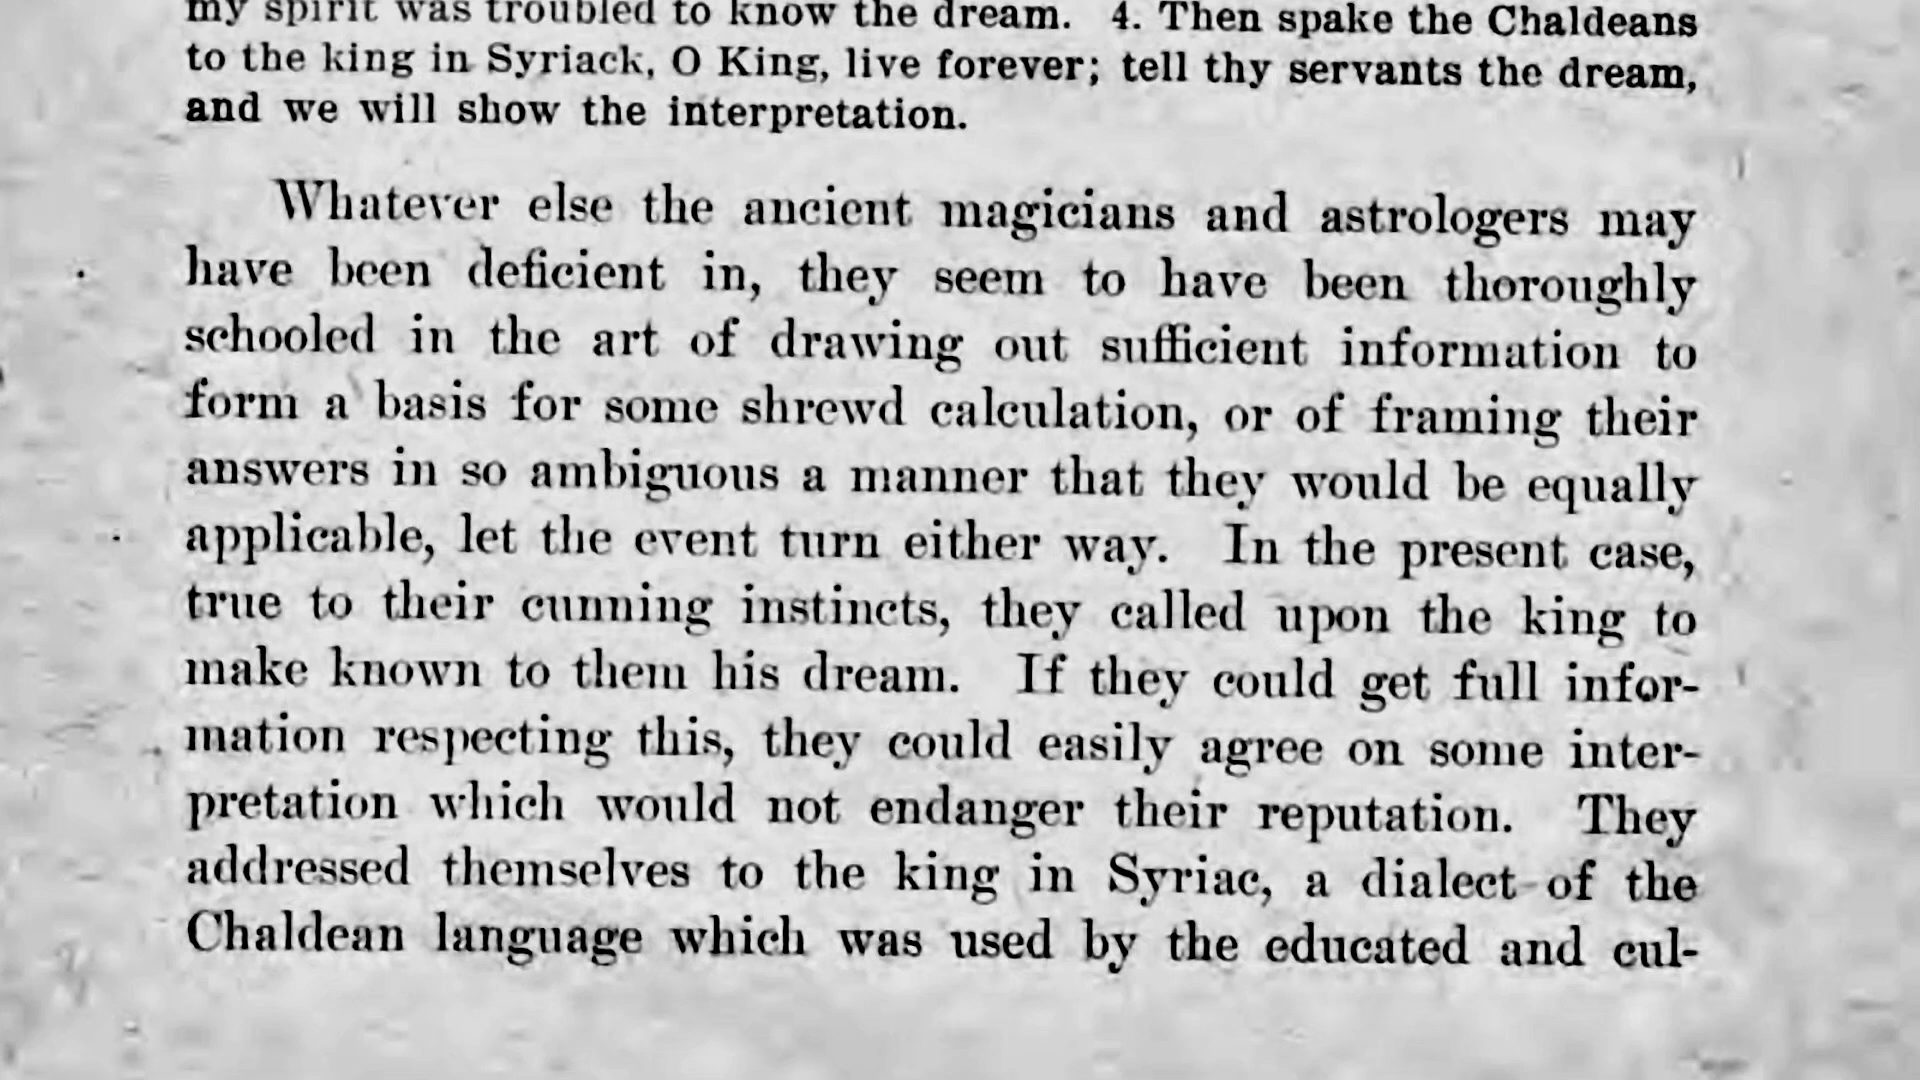 my spirit was troubled to know the dream. 4. Then spake the Chaldeans
to the king in Syriack, O King, live forever; tell thy servants the dream,
and we will show the interpretation.
Whatever else the ancient magicians and astrologers may
have been deficient in, they seem to have been thoroughly
schooled in the art of drawing out sufficient information to
form a basis for some shrewd calculation, or of framing their
answers in so ambiguous a manner that they would be equally
applicable, let the event turn either way. In the present case,
true to their cunning instincts, they called upon the king to
make known to them his dream. If they could get full infor-
mation respecting this, they could easily agree on some inter-
pretation which would not endanger their reputation. They
addressed themselves to the king in Syriac, a dialect of the
Chaldean language which was used by the educated and cul-